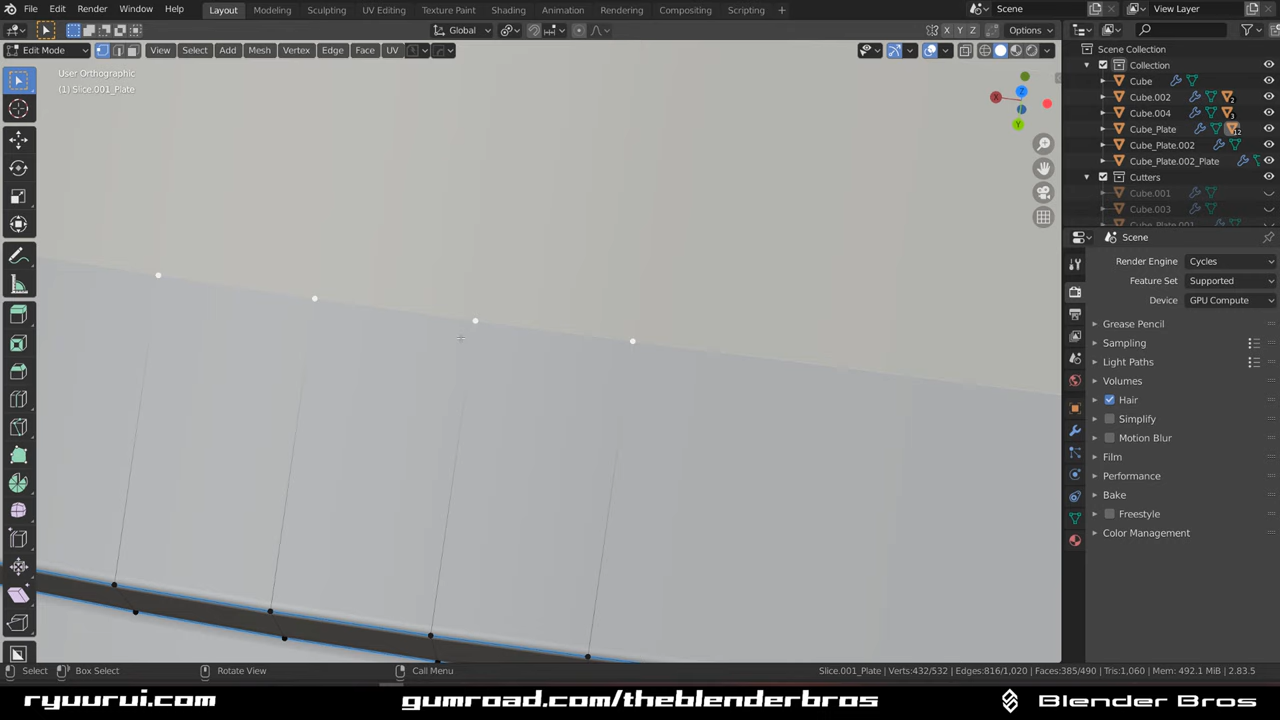 File Edit Render Window Help Layout Modeling Sculpting UV Editing Texture Paint Shading Animation Rendering Compositing Scripting + Scene View Layer
Global X Y Z Options
Edit Mode View Select Add Mesh Vertex Edge Face UV
User Orthographic
(1) Slice.001_Plate
X
Z
Y
Scene Collection
Collection
Cube
Cube.002 2
Cube.004 3
Cube_Plate 12
Cube_Plate.002
Cube_Plate.002_Plate
Cutters
Cube.001
Cube.003
Cube_Plate.001
Scene
Render Engine Cycles
Feature Set Supported
Device GPU Compute
Grease Pencil
Sampling
Light Paths
Volumes
Hair
Simplify
Motion Blur
Film
Performance
Bake
Freestyle
Color Management
Select Box Select Rotate View Call Menu Slice.001_Plate | Verts:432/532 | Edges:816/1,020 | Faces:385/490 | Tris:1,060 | Mem: 492.1 MiB | 2.83.5
ryuurui.com gumroad.com/theblenderbros Blender Bros